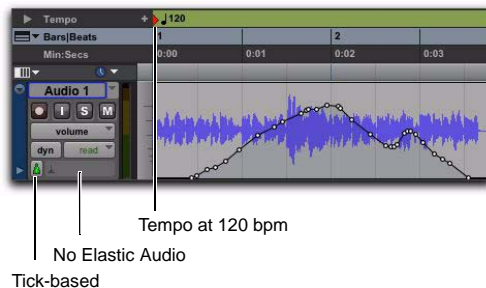 Tempo + 120
Bars|Beats 1 2
Min:Secs 0:00 0:01 0:02 0:03
Audio 1
I S M
volume
dyn read
Tempo at 120 bpm
No Elastic Audio
Tick-based